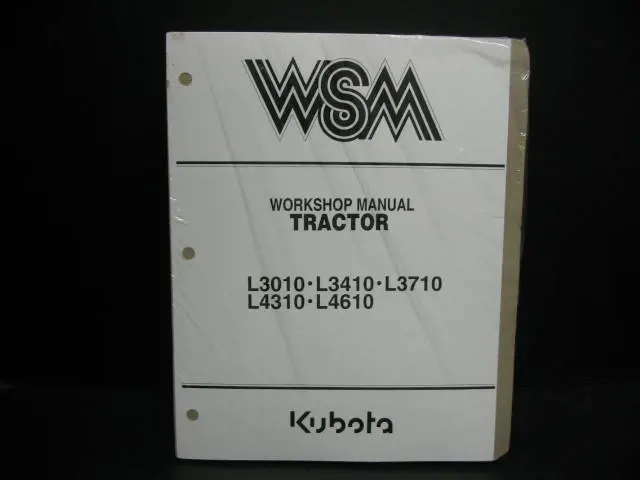 WSM
WORKSHOP MANUAL
TRACTOR
L3010·L3410·L3710
L4310·L4610
Kubota